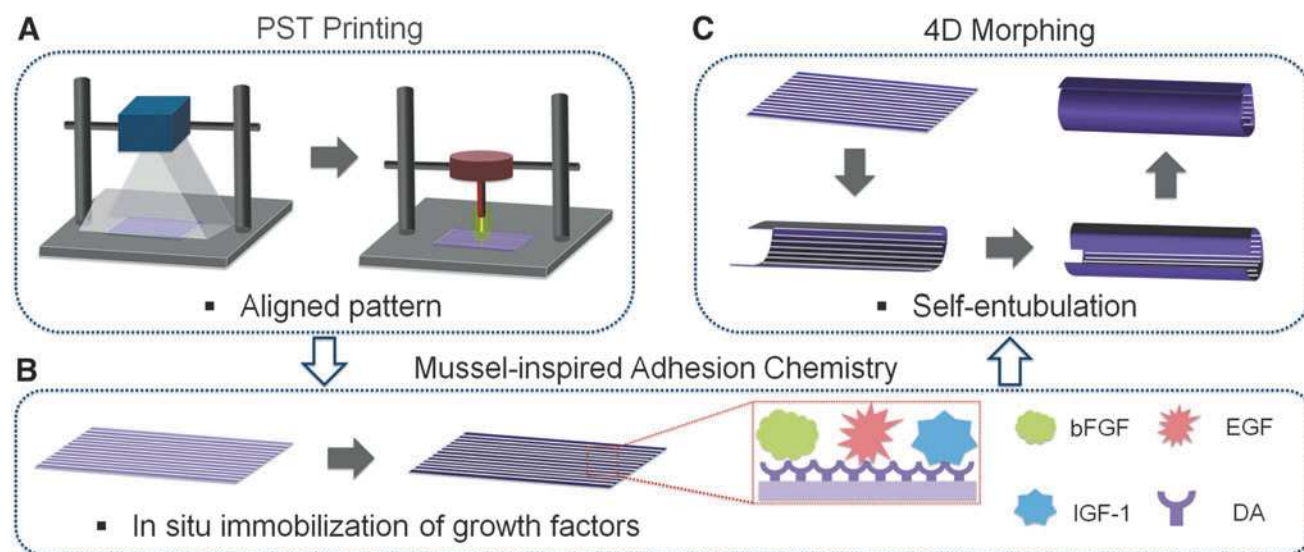 A
PST Printing
▪ Aligned pattern
C
4D Morphing
▪ Self-entubulation
B
Mussel-inspired Adhesion Chemistry
▪ In situ immobilization of growth factors
bFGF
EGF
IGF-1
DA